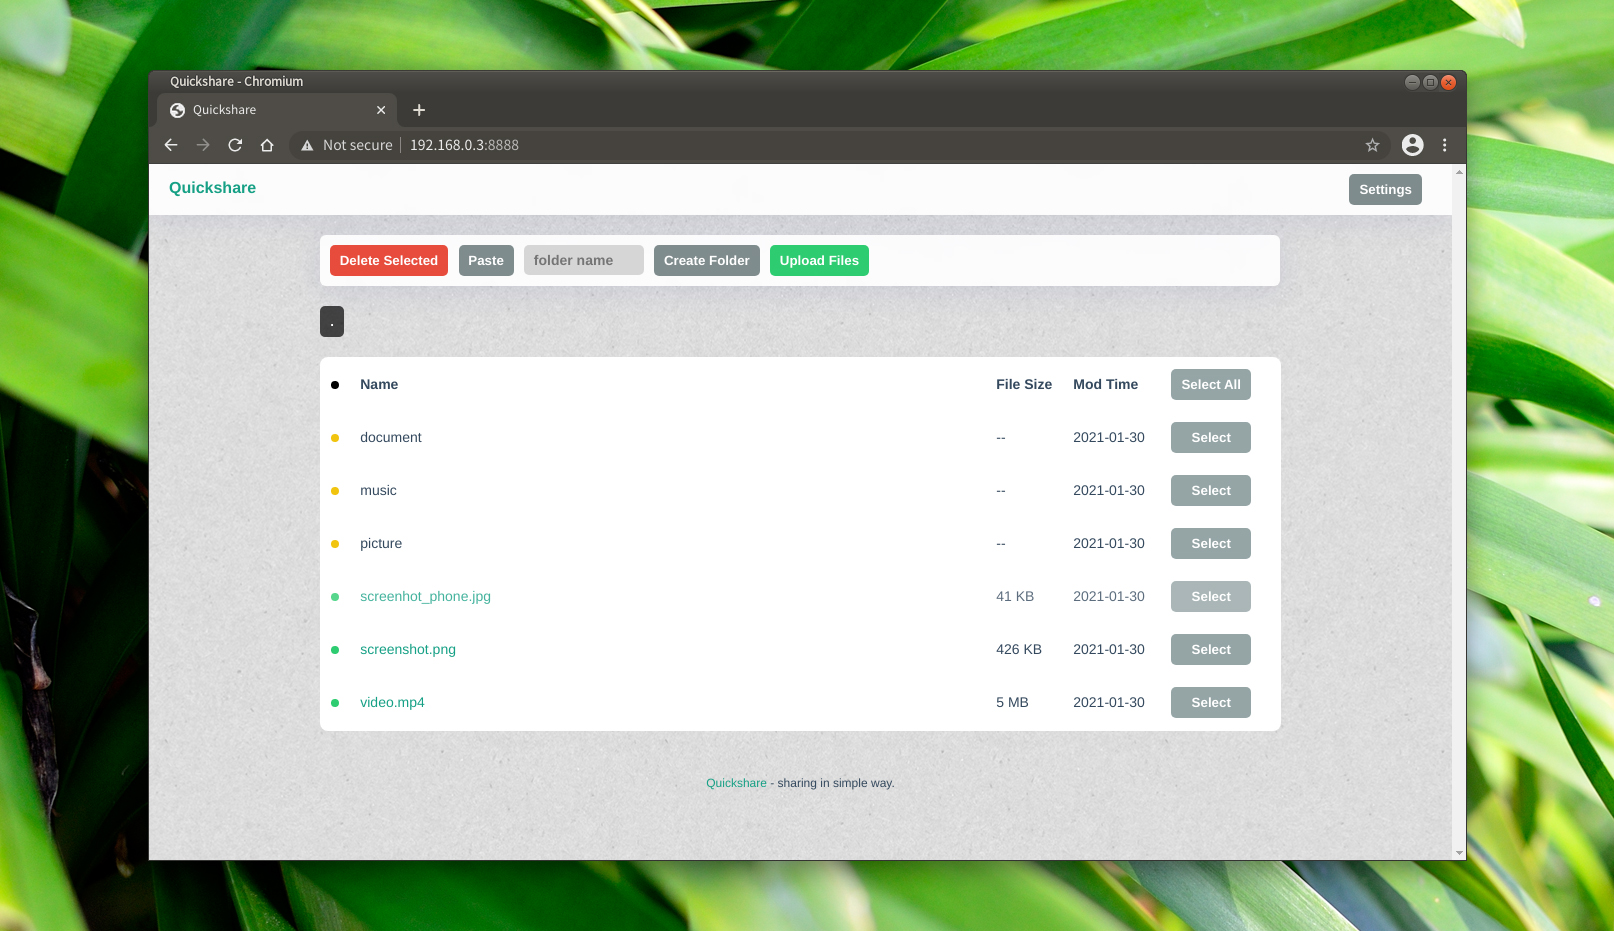 Quickshare - Chromium
Quickshare
Not secure 192.168.0.3:8888
Quickshare Settings
Delete Selected Paste folder name Create Folder Upload Files
.
Name File Size Mod Time Select All
document -- 2021-01-30 Select
music -- 2021-01-30 Select
picture -- 2021-01-30 Select
screenhot_phone.jpg 41 KB 2021-01-30 Select
screenshot.png 426 KB 2021-01-30 Select
video.mp4 5 MB 2021-01-30 Select
Quickshare - sharing in simple way.